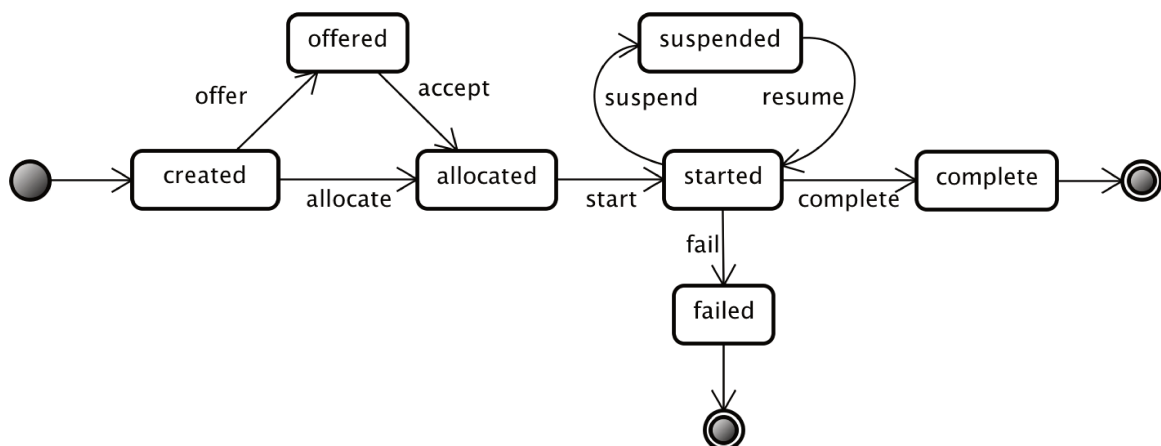 offered
suspended
offer
accept
suspend
resume
created
allocated
started
complete
allocate
start
complete
fail
failed